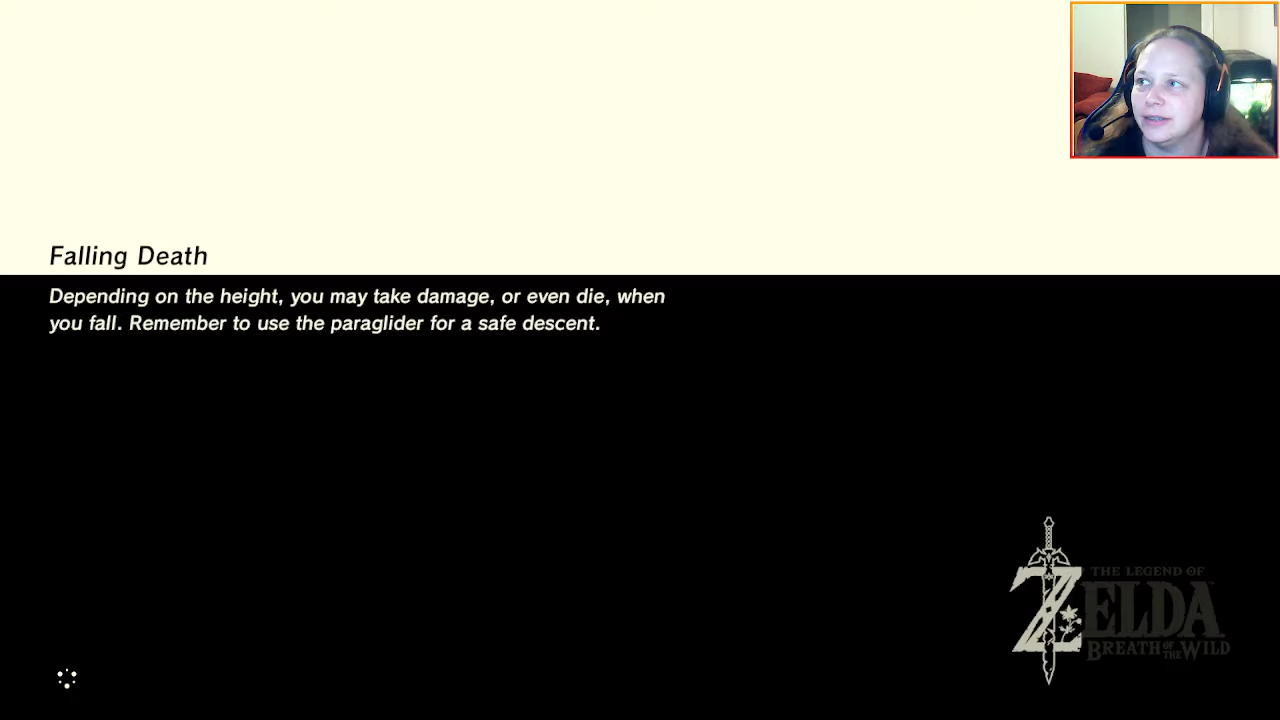 Falling Death
Depending on the height, you may take damage, or even die, when
you fall. Remember to use the paraglider for a safe descent.
THE LEGEND OF
ZELDA
BREATH OF THE WILD